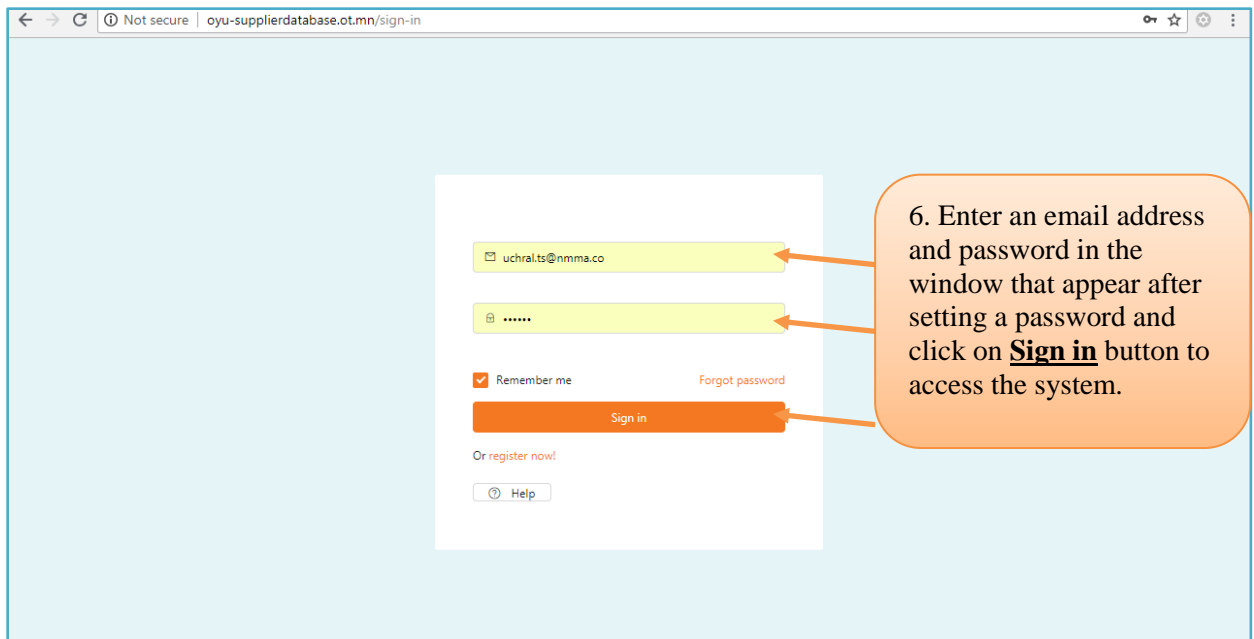 Not secure | oyu-supplierdatabase.ot.mn/sign-in
uchral.ts@nmma.co
••••••
Remember me
Forgot password
Sign in
Or register now!
Help
6. Enter an email address
and password in the
window that appear after
setting a password and
click on Sign in button to
access the system.